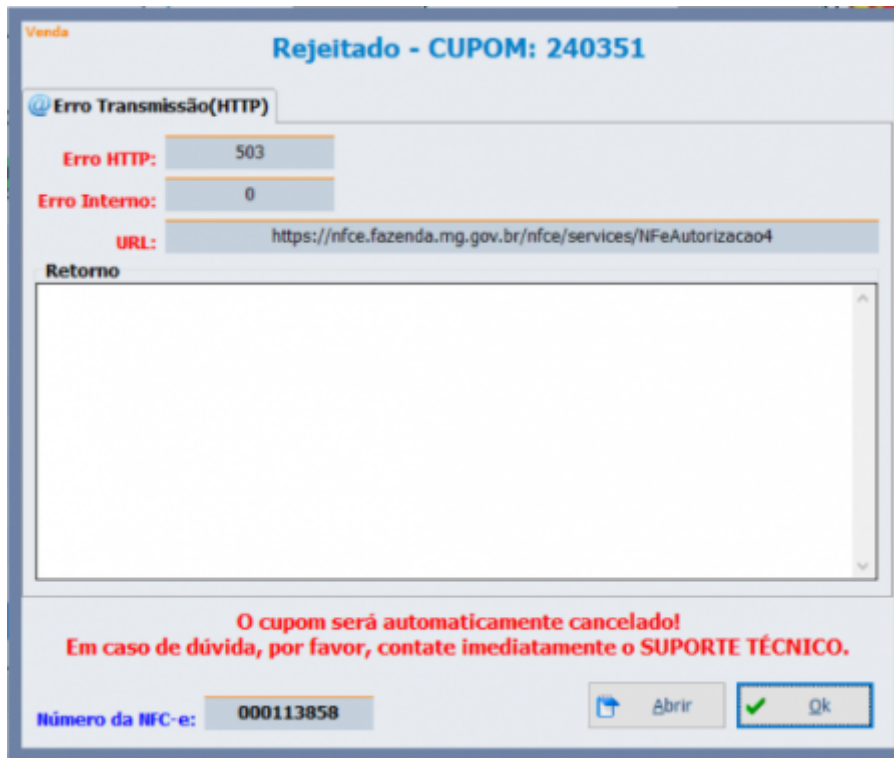 Venda
Rejeitado - CUPOM: 240351
@Erro Transmissão(HTTP)
Erro HTTP: 503
Erro Interno: 0
URL: https://nfce.fazenda.mg.gov.br/nfce/services/NFeAutorizacao4
Retorno
O cupom será automaticamente cancelado!
Em caso de dúvida, por favor, contate imediatamente o SUPORTE TÉCNICO.
Número da NFC-e: 000113858
Abrir
Ok